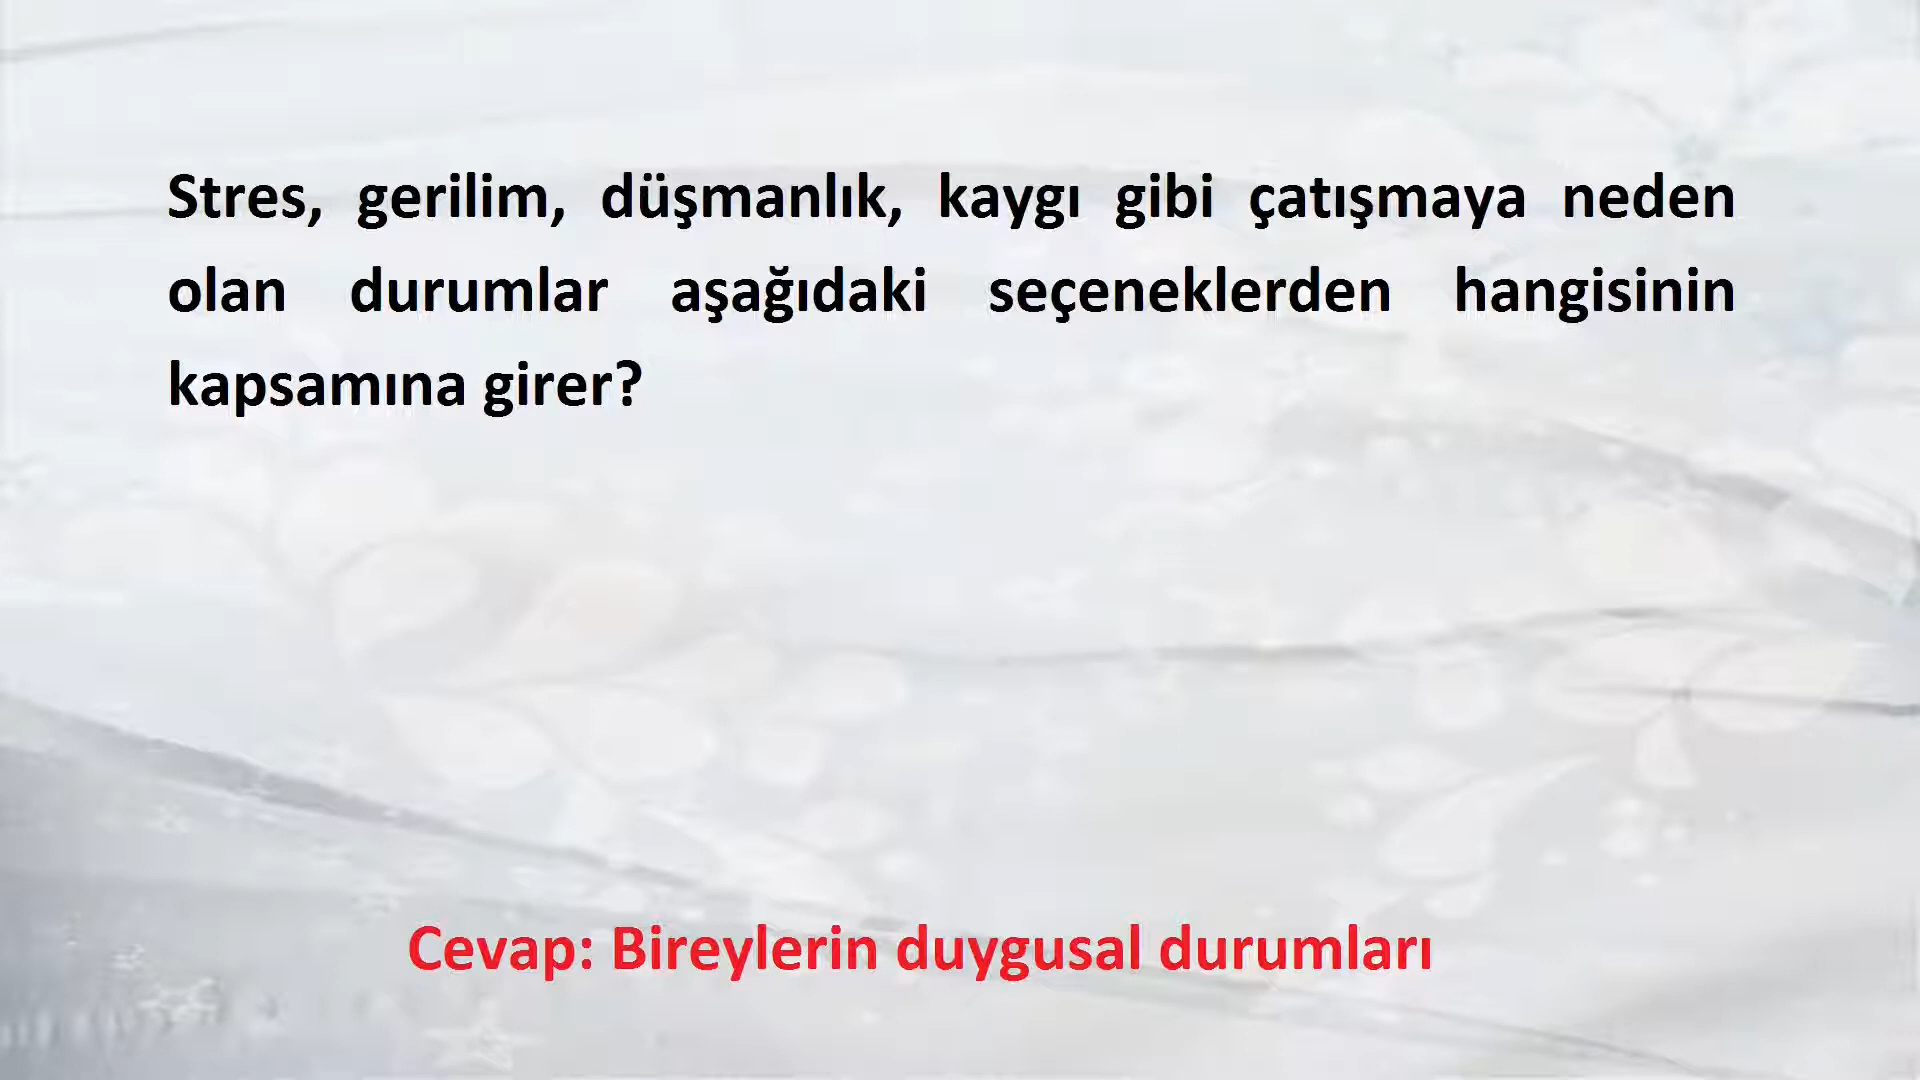 Stres, gerilim, düşmanlık, kaygı gibi çatışmaya neden
olan durumlar aşağıdaki seçeneklerden hangisinin
kapsamına girer?
Cevap: Bireylerin duygusal durumları